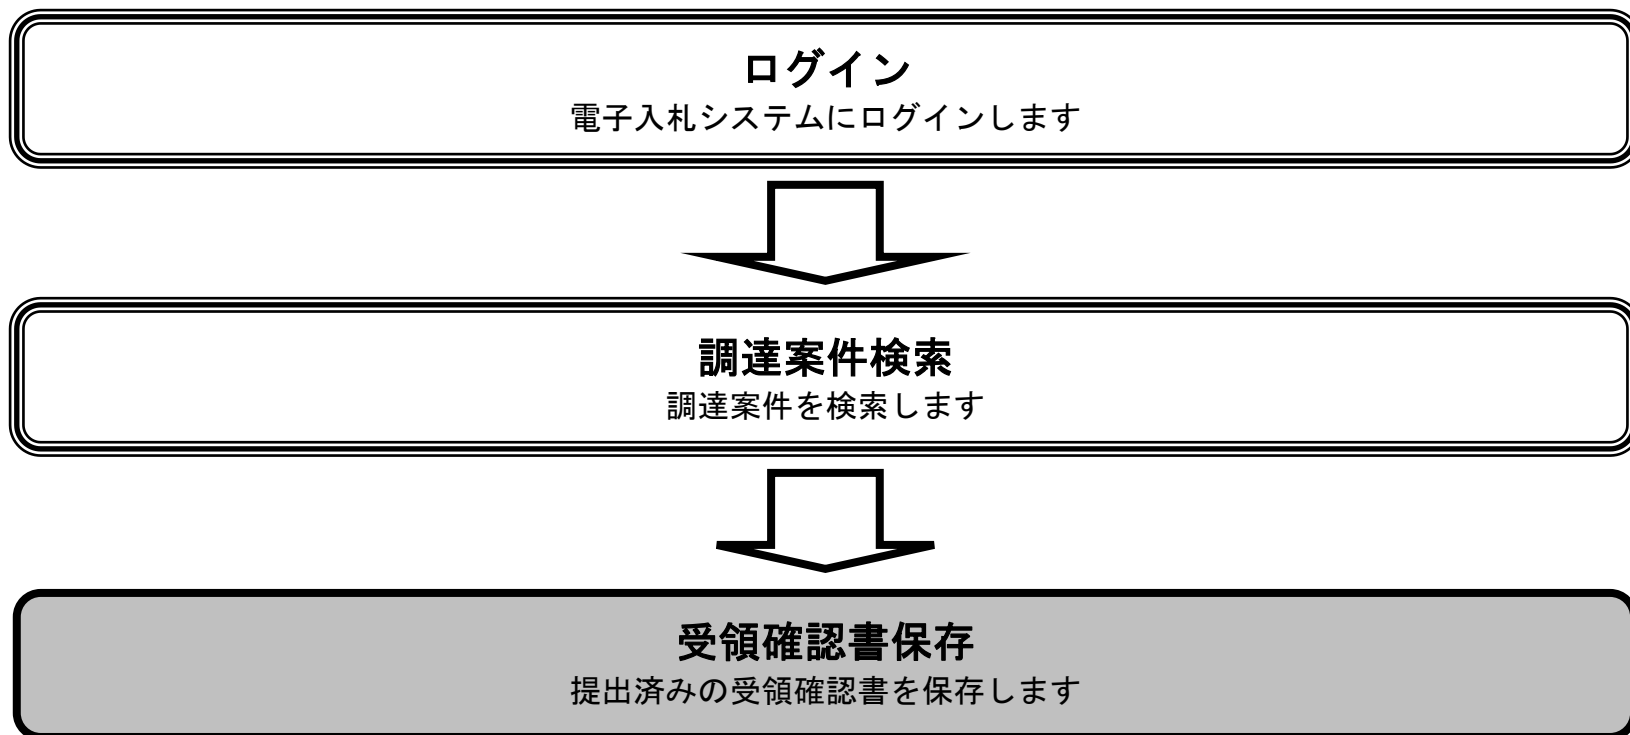 ログイン
電子入札システムにログインします
調達案件検索
調達案件を検索します
受領確認書保存
提出済みの受領確認書を保存します